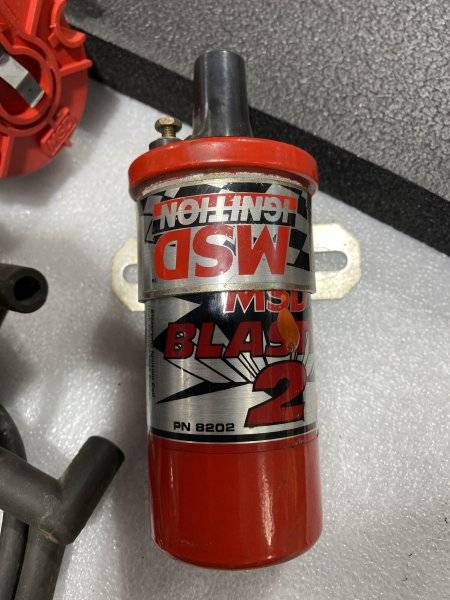 MSD
IGNITION
MSD
BLAST
2
PN 8202